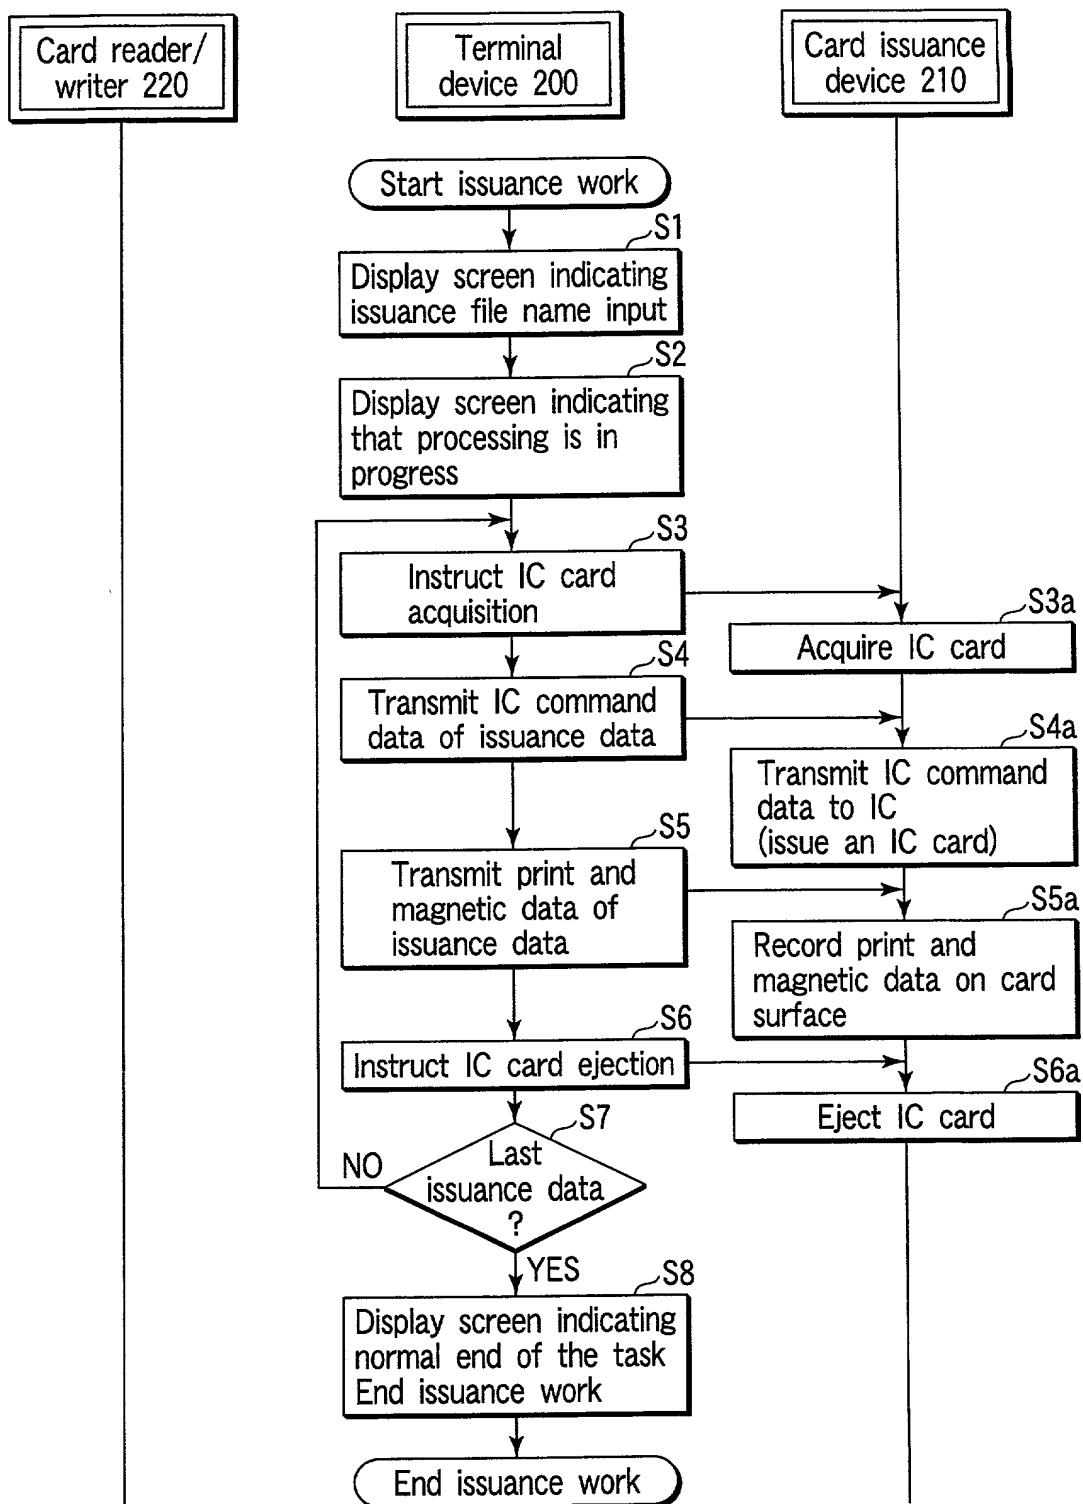 Card reader/
writer 220
Terminal
device 200
Card issuance
device 210
Start issuance work
S1
Display screen indicating
issuance file name input
S2
Display screen indicating
that processing is in
progress
S3
Instruct IC card
acquisition
S3a
Acquire IC card
S4
Transmit IC command
data of issuance data
S4a
Transmit IC command
data to IC
(issue an IC card)
S5
Transmit print and
magnetic data of
issuance data
S5a
Record print and
magnetic data on card
surface
S6
Instruct IC card ejection
S6a
Eject IC card
S7
Last
issuance data
?
NO
YES
S8
Display screen indicating
normal end of the task
End issuance work
End issuance work